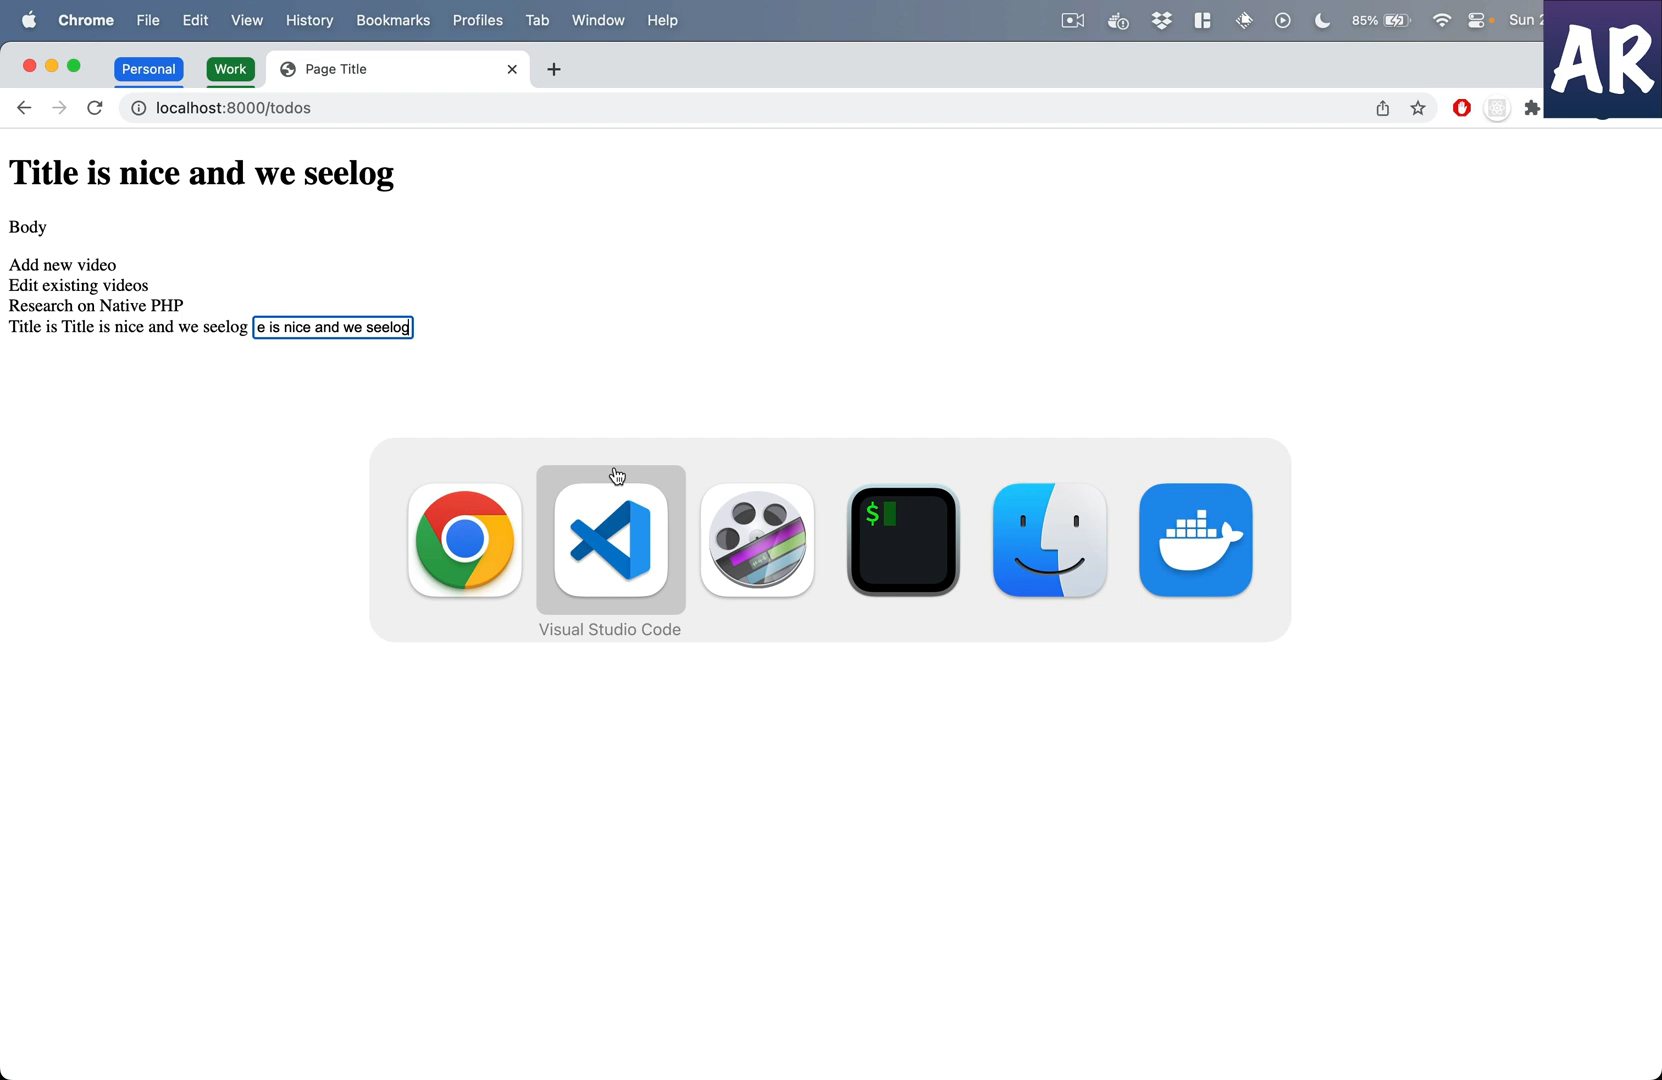 Chrome File Edit View History Bookmarks Profiles Tab Window Help 85% Sun 2
AR
Personal Work Page Title
localhost:8000/todos
Title is nice and we seelog
Body
Add new video
Edit existing videos
Research on Native PHP
Title is Title is nice and we seelog e is nice and we seelog
$
Visual Studio Code